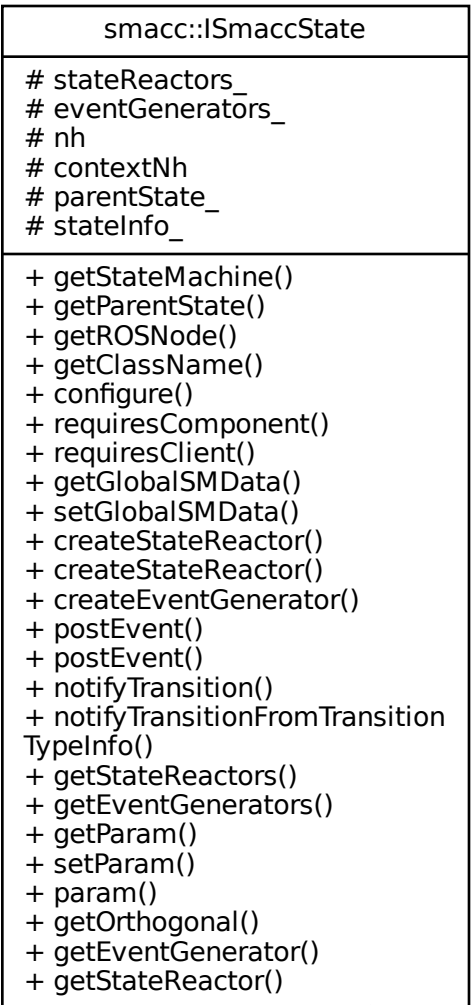 smacc::ISmaccState
# stateReactors_
# eventGenerators_
# nh
# contextNh
# parentState_
# stateInfo_
+ getStateMachine()
+ getParentState()
+ getROSNode()
+ getClassName()
+ configure()
+ requiresComponent()
+ requiresClient()
+ getGlobalSMData()
+ setGlobalSMData()
+ createStateReactor()
+ createStateReactor()
+ createEventGenerator()
+ postEvent()
+ postEvent()
+ notifyTransition()
+ notifyTransitionFromTransition
TypeInfo()
+ getStateReactors()
+ getEventGenerators()
+ getParam()
+ setParam()
+ param()
+ getOrthogonal()
+ getEventGenerator()
+ getStateReactor()